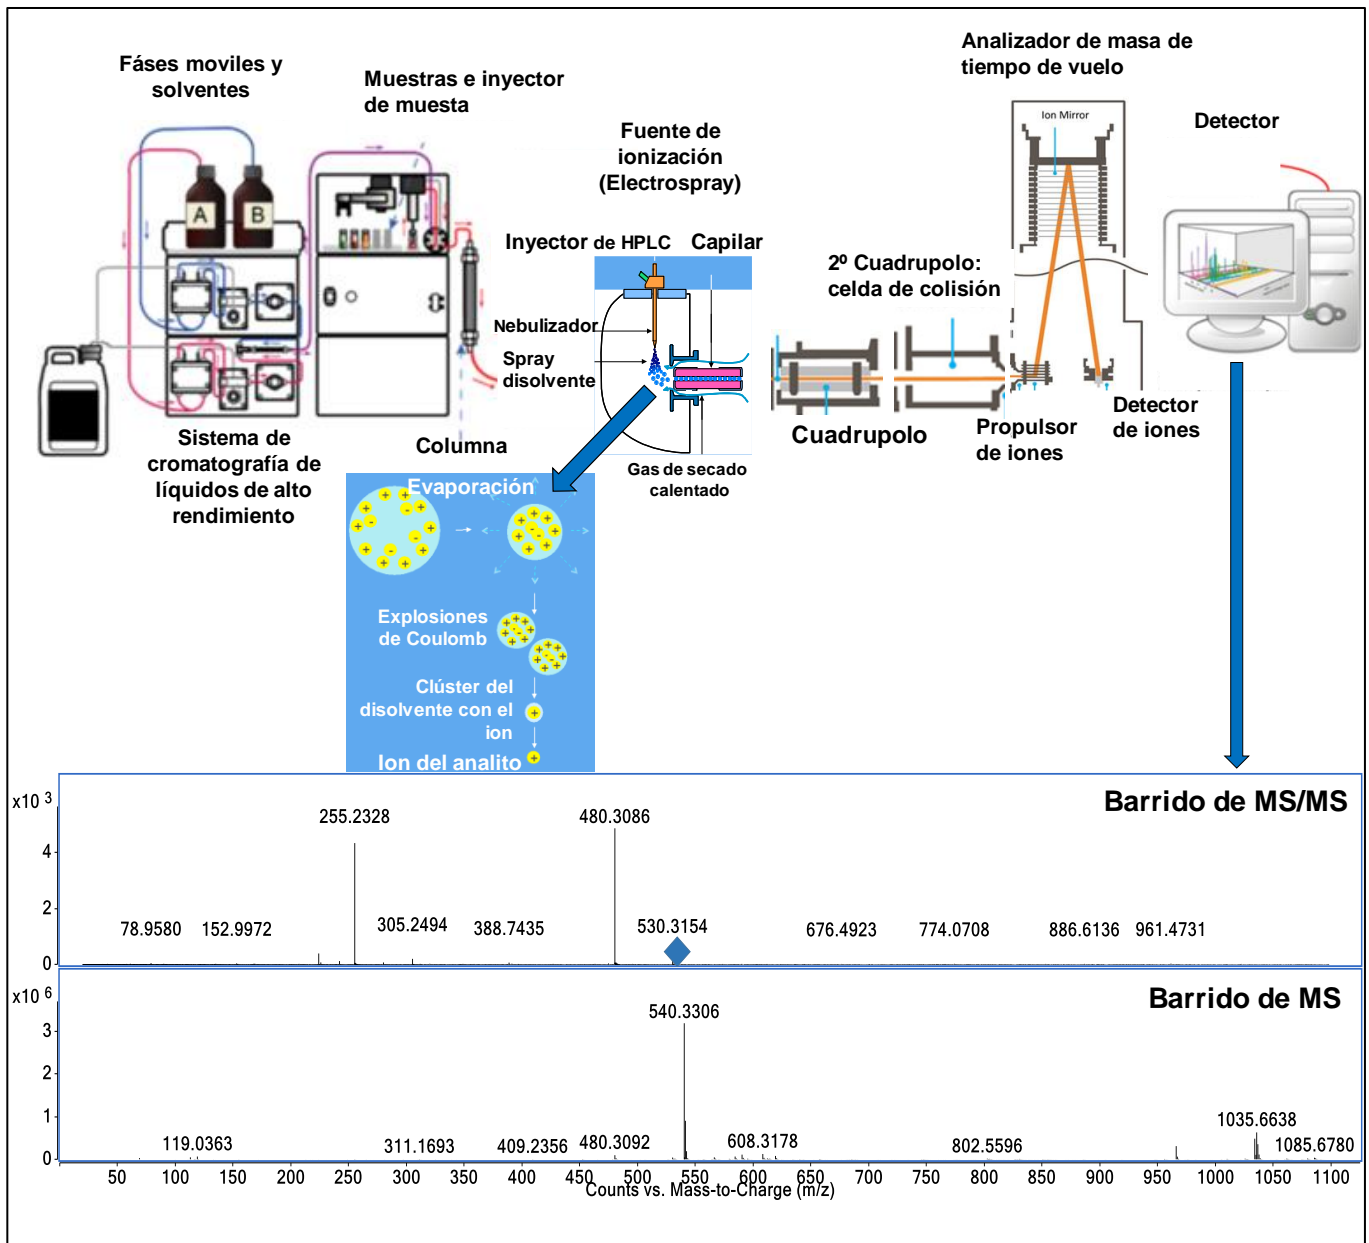 Fáses moviles y
solventes
Muestras e inyector
de muesta
Fuente de
ionización
(Electrospray)
Analizador de masa de
tiempo de vuelo
Ion Mirror
Detector
A
B
Inyector de HPLC
Capilar
2º Cuadrupolo:
celda de colisión
Nebulizador
Spray
disolvente
Cuadrupolo
Propulsor
de iones
Detector
de iones
Gas de secado
calentado
Sistema de
cromatografía de
líquidos de alto
rendimiento
Columna
Evaporación
Explosiones
de Coulomb
Clúster del
disolvente con el
ion
Ion del analito
Barrido de MS/MS
x10 3
4
2
0
255.2328
480.3086
78.9580
152.9972
305.2494
388.7435
530.3154
676.4923
774.0708
886.6136
961.4731
Barrido de MS
x10 6
3
2
1
0
540.3306
119.0363
311.1693
409.2356
480.3092
608.3178
802.5596
1035.6638
1085.6780
50 100 150 200 250 300 350 400 450 500 550 600 650 700 750 800 850 900 950 1000 1050 1100
Counts vs. Mass-to-Charge (m/z)